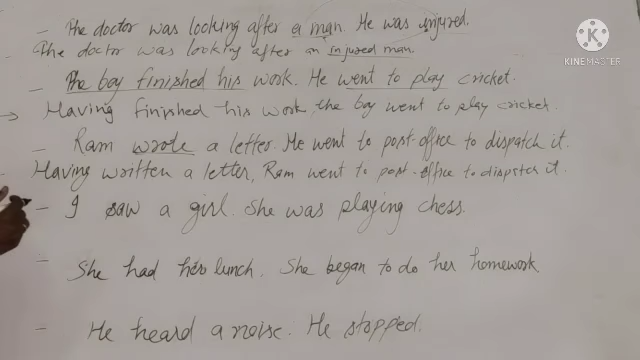 - The doctor was looking after a man. He was injured.
The doctor was looking after an injured man.
KINEMASTER
- The boy finished his work. He went to play cricket.
→ Having finished his work, the boy went to play cricket.
- Ram wrote a letter. He went to post-office to dispatch it.
- Having written a letter, Ram went to post-office to dispatch it.
- I saw a girl. She was playing chess.
- She had her lunch. She began to do her homework
- He heard a noise. He stopped.